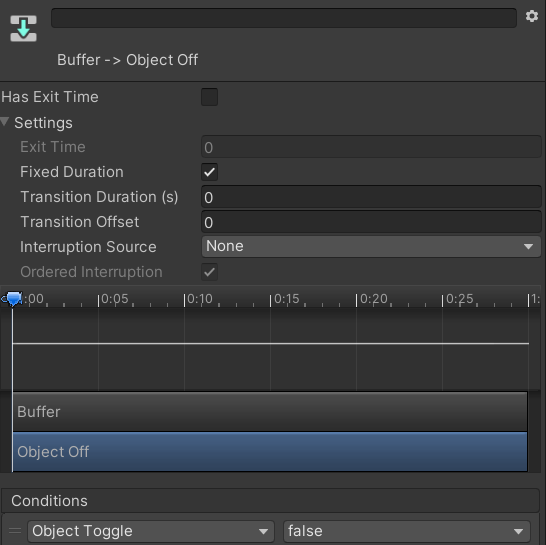 Buffer -> Object Off
Has Exit Time
Settings
Exit Time 0
Fixed Duration
Transition Duration (s) 0
Transition Offset 0
Interruption Source None
Ordered Interruption
:00 0:05 0:10 0:15 0:20 0:25 1:
Buffer
Object Off
Conditions
Object Toggle false